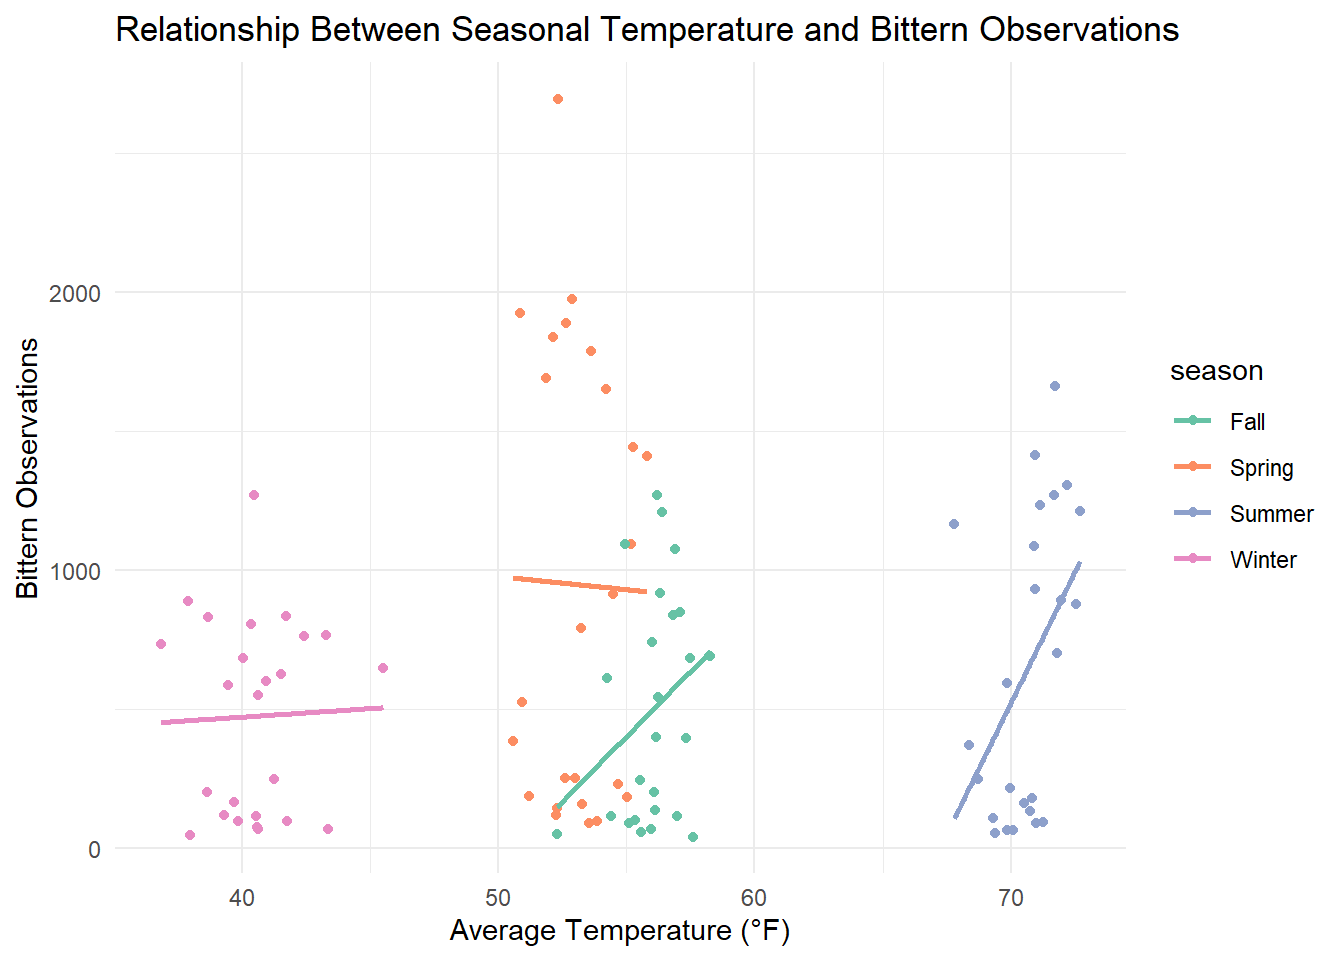 Relationship Between Seasonal Temperature and Bittern Observations
Bittern Observations
2000
1000
0
40
50
60
70
Average Temperature (°F)
season
Fall
Spring
Summer
Winter